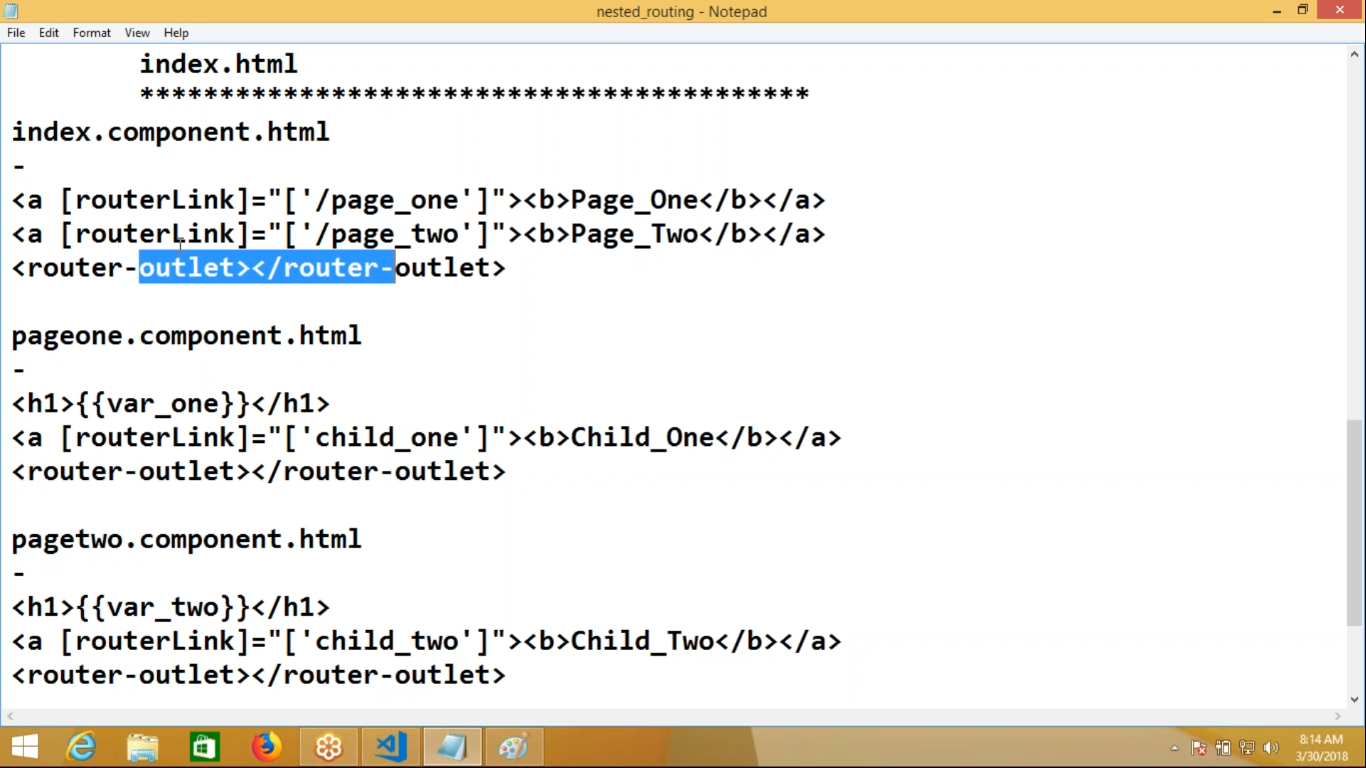 nested_routing - Notepad
File Edit Format View Help
index.html
******************************************
index.component.html
-
<a [routerLink]="['/page_one']"><b>Page_One</b></a>
<a [routerLink]="['/page_two']"><b>Page_Two</b></a>
<router-outlet></router-outlet>
pageone.component.html
-
<h1>{{var_one}}</h1>
<a [routerLink]="['child_one']"><b>Child_One</b></a>
<router-outlet></router-outlet>
pagetwo.component.html
-
<h1>{{var_two}}</h1>
<a [routerLink]="['child_two']"><b>Child_Two</b></a>
<router-outlet></router-outlet>
8:14 AM
3/30/2018